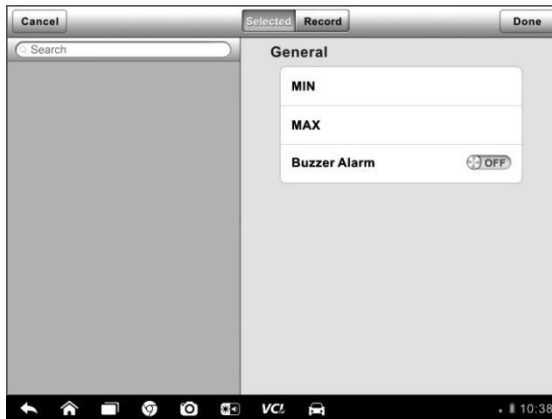 Cancel
Selected Record
Done
Search
General
MIN
MAX
Buzzer Alarm OFF
VCI 10:38